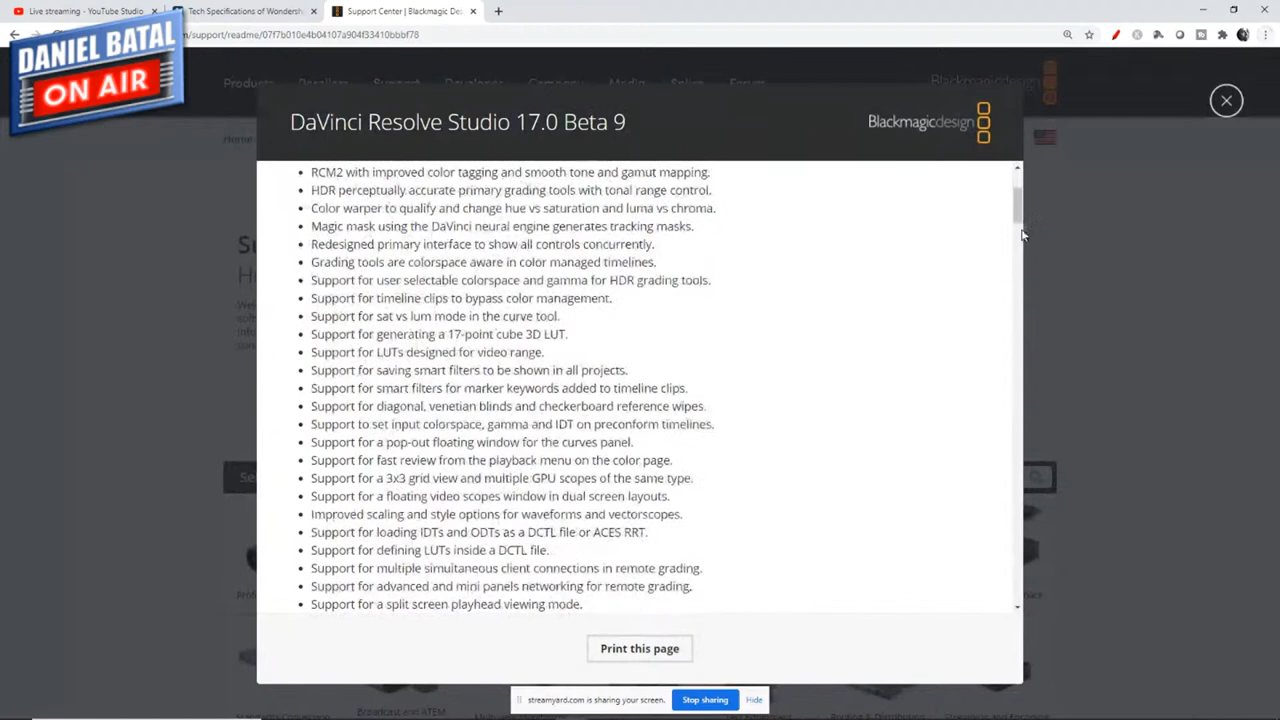 Live streaming - YouTube Studio
Tech Specifications of Wondersh
Support Center | Blackmagic De
m/support/readme/07f7b010e4b04107a904f33410bbbf78
DANIEL BATAL
ON AIR
Products
Support
Developer
Company
Media
Splice
Forum
Blackmagicdesign
DaVinci Resolve Studio 17.0 Beta 9
Blackmagicdesign
Home
RCM2 with improved color tagging and smooth tone and gamut mapping.
HDR perceptually accurate primary grading tools with tonal range control.
Color warper to qualify and change hue vs saturation and luma vs chroma.
Magic mask using the DaVinci neural engine generates tracking masks.
Redesigned primary interface to show all controls concurrently.
Grading tools are colorspace aware in color managed timelines.
Support for user selectable colorspace and gamma for HDR grading tools.
Support for timeline clips to bypass color management.
Support for sat vs lum mode in the curve tool.
Support for generating a 17-point cube 3D LUT.
Support for LUTs designed for video range.
Support for saving smart filters to be shown in all projects.
Support for smart filters for marker keywords added to timeline clips.
Support for diagonal, venetian blinds and checkerboard reference wipes.
Support to set input colorspace, gamma and IDT on preconform timelines.
Support for a pop-out floating window for the curves panel.
Support for fast review from the playback menu on the color page.
Support for a 3x3 grid view and multiple GPU scopes of the same type.
Support for a floating video scopes window in dual screen layouts.
Improved scaling and style options for waveforms and vectorscopes.
Support for loading IDTs and ODTs as a DCTL file or ACES RRT.
Support for defining LUTs inside a DCTL file.
Support for multiple simultaneous client connections in remote grading.
Support for advanced and mini panels networking for remote grading.
Support for a split screen playhead viewing mode.
Print this page
streamyard.com is sharing your screen.
Stop sharing
Hide
Broadcast and ATEM